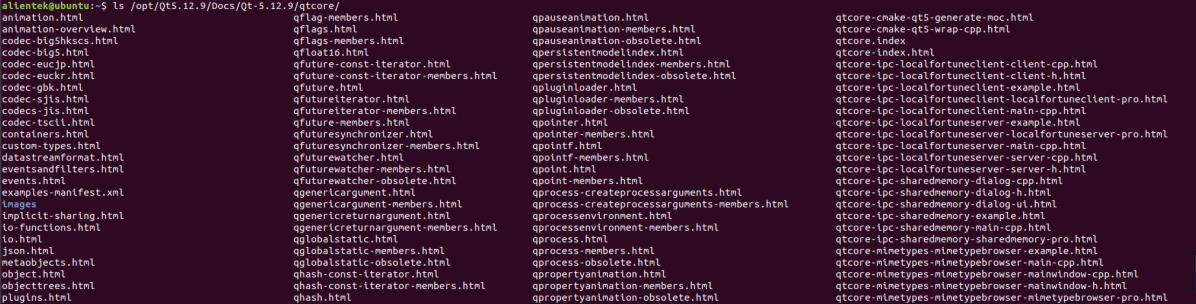 alientek@ubuntu:~$ ls /opt/Qt5.12.9/Docs/Qt-5.12.9/qtcore/
animation.html qflag-members.html qpauseanimation.html qtcore-cmake-qt5-generate-moc.html
animation-overview.html qflags.html qpauseanimation-members.html qtcore-cmake-qt5-wrap-cpp.html
codec-big5hkscs.html qflags-members.html qpauseanimation-obsolete.html qtcore.index
codec-big5.html qfloat16.html qpersistentmodelindex.html qtcore-index.html
codec-eucjp.html qfuture-const-iterator.html qpersistentmodelindex-members.html qtcore-ipc-localfortuneclient-client-cpp.html
codec-euckr.html qfuture-const-iterator-members.html qpersistentmodelindex-obsolete.html qtcore-ipc-localfortuneclient-client-h.html
codec-gbk.html qfuture.html qpluginloader.html qtcore-ipc-localfortuneclient-example.html
codec-sjis.html qfutureiterator.html qpluginloader-members.html qtcore-ipc-localfortuneclient-localfortuneclient-pro.html
codecs-jis.html qfutureiterator-members.html qpluginloader-obsolete.html qtcore-ipc-localfortuneclient-main-cpp.html
codec-tscii.html qfuture-members.html qpointer.html qtcore-ipc-localfortuneserver-example.html
containers.html qfuturesynchronizer.html qpointer-members.html qtcore-ipc-localfortuneserver-localfortuneserver-pro.html
custom-types.html qfuturesynchronizer-members.html qpointf.html qtcore-ipc-localfortuneserver-main-cpp.html
datastreamformat.html qfuturewatcher.html qpointf-members.html qtcore-ipc-localfortuneserver-server-cpp.html
eventsandfilters.html qfuturewatcher-members.html qpoint.html qtcore-ipc-localfortuneserver-server-h.html
events.html qfuturewatcher-obsolete.html qpoint-members.html qtcore-ipc-sharedmemory-dialog-cpp.html
examples-manifest.xml qgenericargument.html qprocess-createprocessarguments.html qtcore-ipc-sharedmemory-dialog-h.html
images qgenericargument-members.html qprocess-createprocessarguments-members.html qtcore-ipc-sharedmemory-dialog-ui.html
implicit-sharing.html qgenericreturnargument.html qprocessenvironment.html qtcore-ipc-sharedmemory-example.html
io-functions.html qgenericreturnargument-members.html qprocessenvironment-members.html qtcore-ipc-sharedmemory-main-cpp.html
io.html qglobalstatic.html qprocess.html qtcore-ipc-sharedmemory-sharedmemory-pro.html
json.html qglobalstatic-members.html qprocess-members.html qtcore-mimetypes-mimetypebrowser-example.html
metaobjects.html qglobalstatic-obsolete.html qprocess-obsolete.html qtcore-mimetypes-mimetypebrowser-main-cpp.html
object.html qhash-const-iterator.html qpropertyanimation.html qtcore-mimetypes-mimetypebrowser-mainwindow-cpp.html
objecttrees.html qhash-const-iterator-members.html qpropertyanimation-members.html qtcore-mimetypes-mimetypebrowser-mainwindow-h.html
plugins.html qhash.html qpropertyanimation-obsolete.html qtcore-mimetypes-mimetypebrowser-mimetypebrowser-pro.html